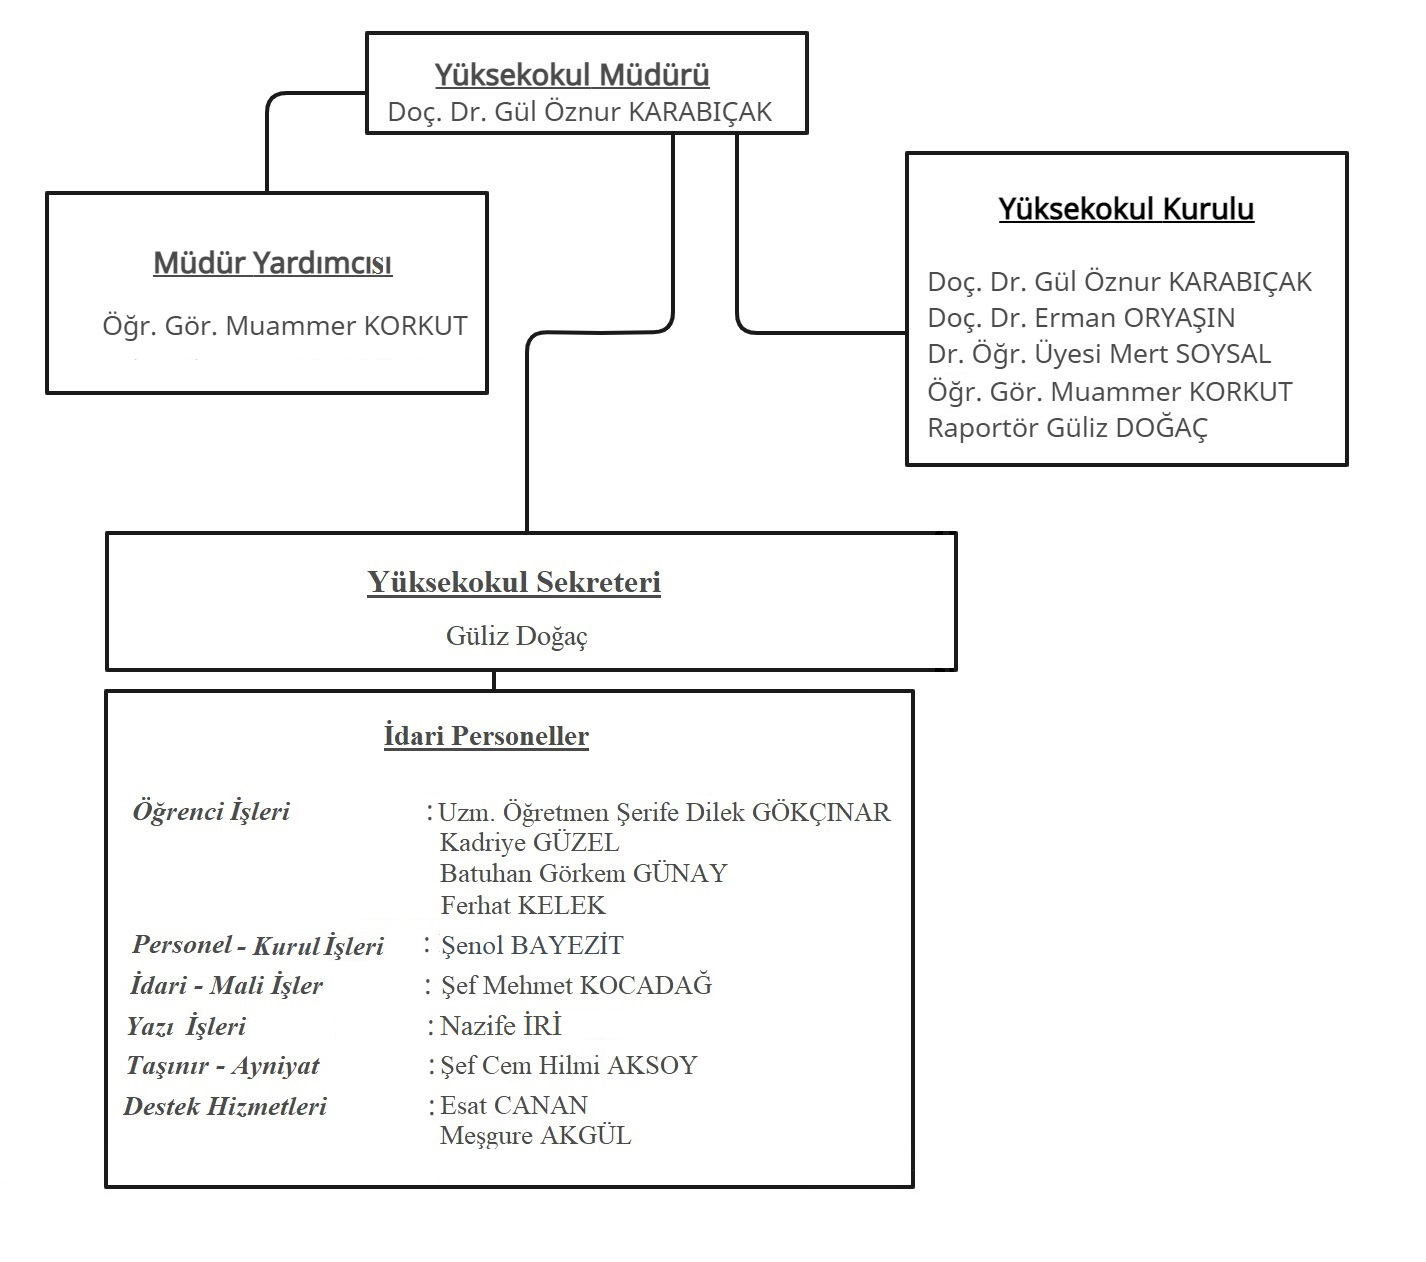 Yüksekokul Müdürü
Doç. Dr. Gül Öznur KARABIÇAK
Müdür Yardımcısı
Öğr. Gör. Muammer KORKUT
Yüksekokul Kurulu
Doç. Dr. Gül Öznur KARABIÇAK
Doç. Dr. Erman ORYAŞIN
Dr. Öğr. Üyesi Mert SOYSAL
Öğr. Gör. Muammer KORKUT
Raportör Güliz DOĞAÇ
Yüksekokul Sekreteri
Güliz Doğaç
İdari Personeller
Öğrenci İşleri : Uzm. Öğretmen Şerife Dilek GÖKÇINAR
Kadriye GÜZEL
Batuhan Görkem GÜNAY
Ferhat KELEK
Personel - Kurul İşleri : Şenol BAYEZİT
İdari - Mali İşler : Şef Mehmet KOCADAĞ
Yazı İşleri : Nazife İRİ
Taşınır - Ayniyat : Şef Cem Hilmi AKSOY
Destek Hizmetleri : Esat CANAN
Meşgure AKGÜL